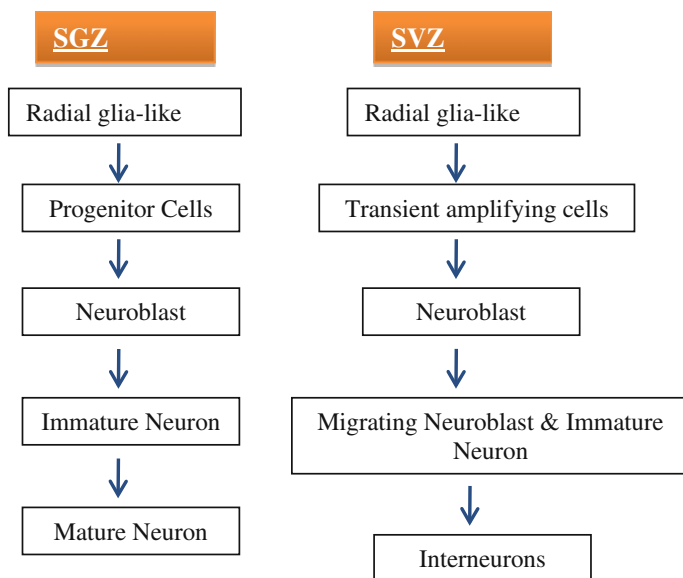 SGZ
Radial glia-like
Progenitor Cells
Neuroblast
Immature Neuron
Mature Neuron
SVZ
Radial glia-like
Transient amplifying cells
Neuroblast
Migrating Neuroblast & Immature
Neuron
Interneurons